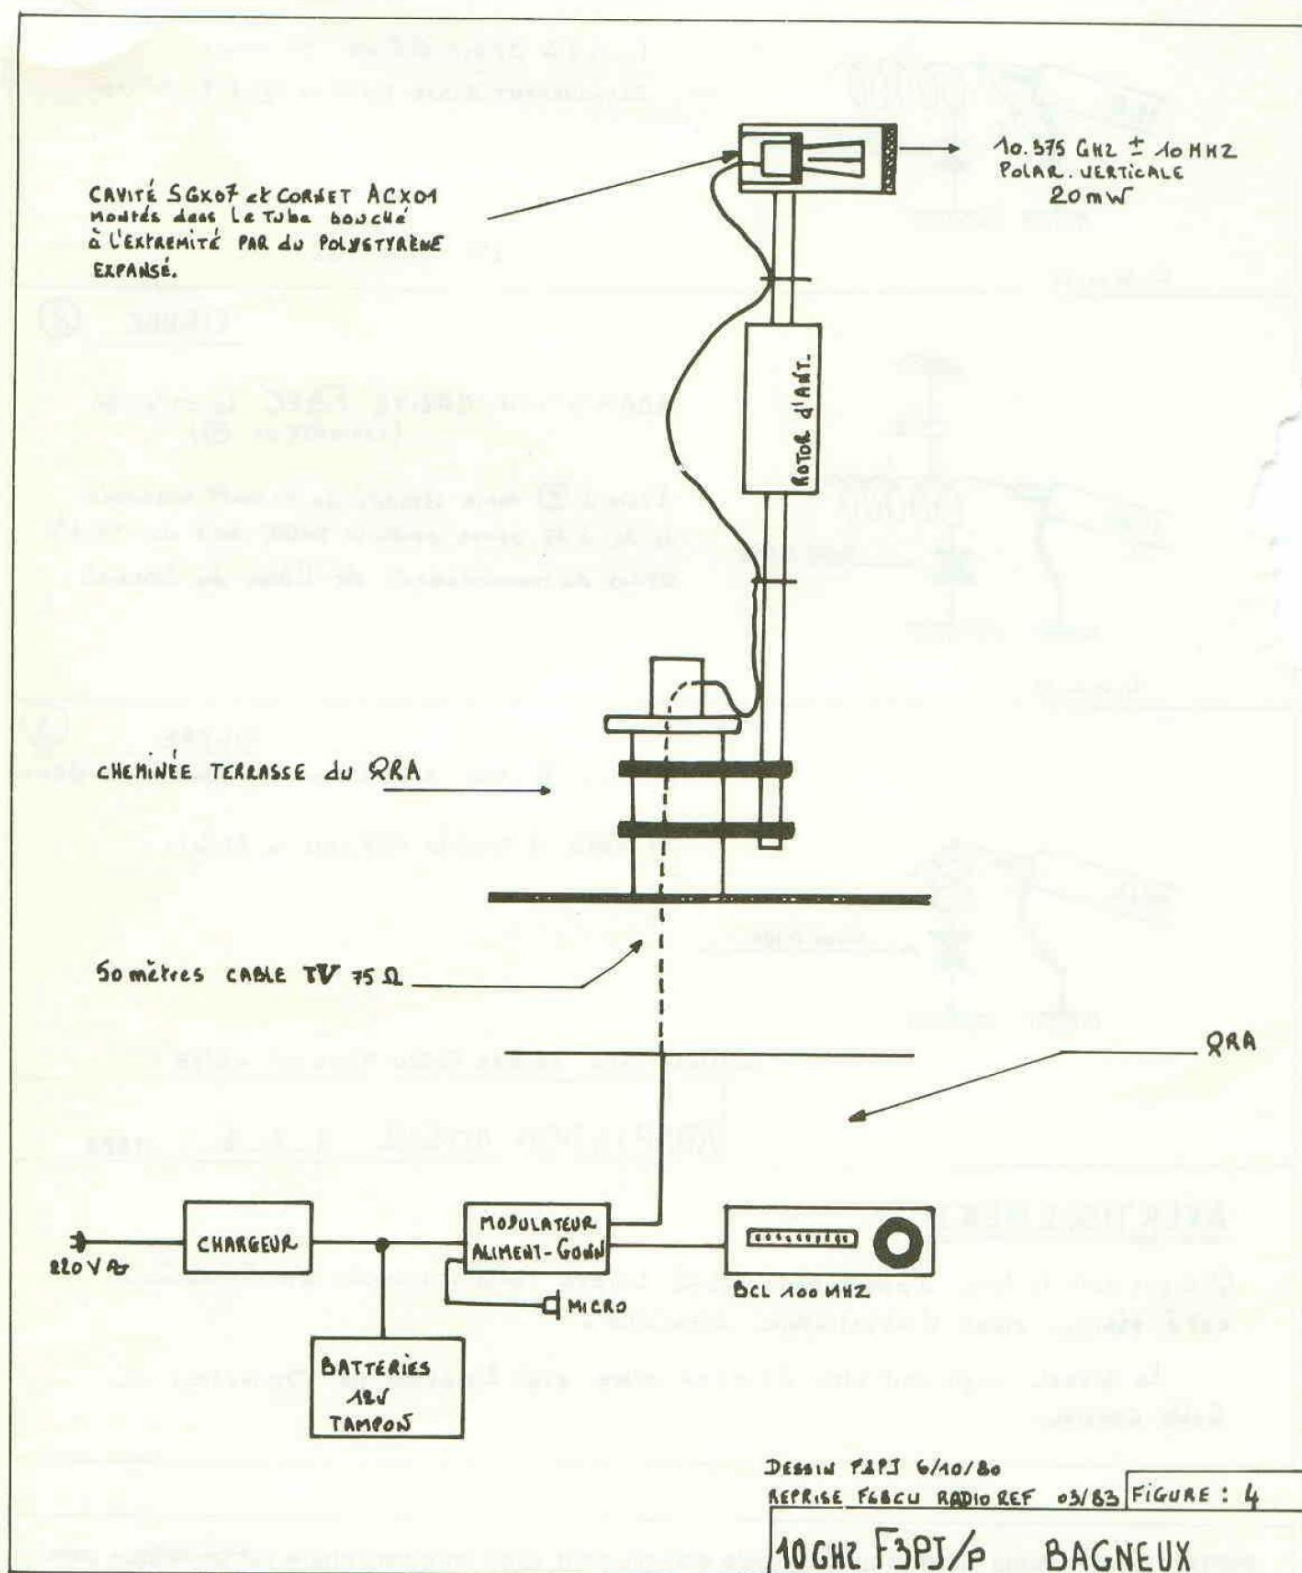 10.375 GHZ ± 10 MHZ
POLAR. VERTICALE
20 mW
CAVITÉ SGX07 et CORNET ACX01
montés dans Le Tube bouché
à L'EXTREMITÉ PAR du POLYSTYRÈNE
EXPANSÉ.
ROTOR d'ANT.
CHEMINÉE TERRASSE du QRA
50 mètres CABLE TV 75 Ω
QRA
220 V
CHARGEUR
MODULATEUR
ALIMENT-GUNN
MICRO
BCL 100 MHZ
BATTERIES
12V
TAMPON
DESSIN 6/10/80
REPRISE F6BCU RADIO REF 03/83
FIGURE : 4
10GHZ F3PJ/P BAGNEUX